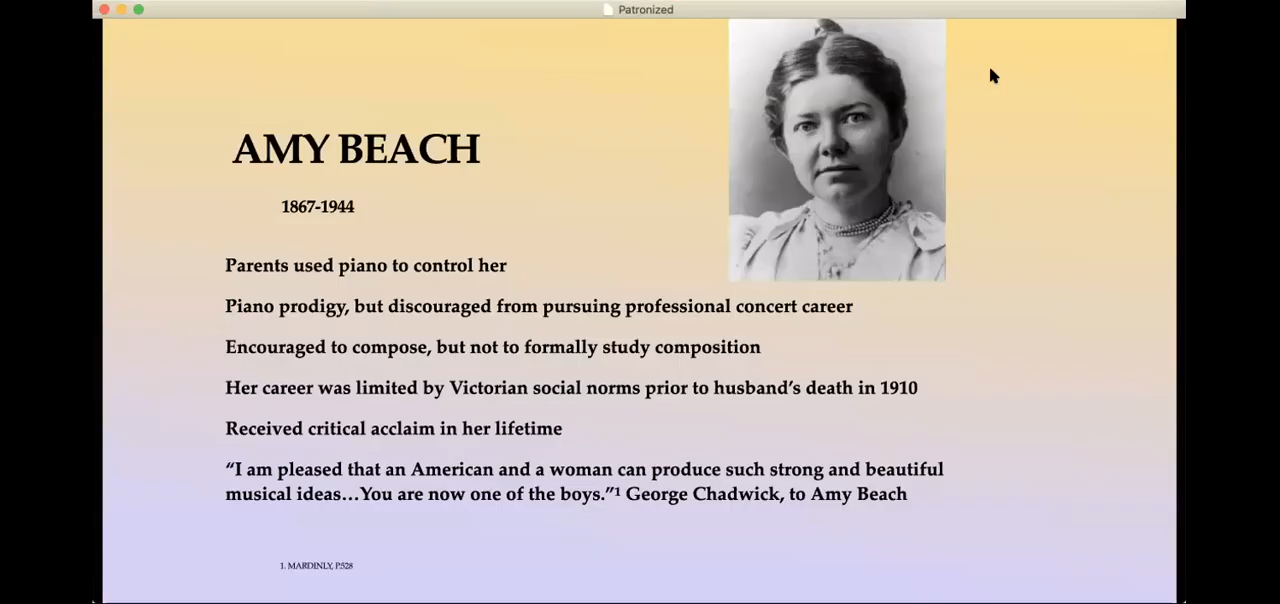 Patronized
AMY BEACH
1867-1944
Parents used piano to control her
Piano prodigy, but discouraged from pursuing professional concert career
Encouraged to compose, but not to formally study composition
Her career was limited by Victorian social norms prior to husband’s death in 1910
Received critical acclaim in her lifetime
“I am pleased that an American and a woman can produce such strong and beautiful
musical ideas…You are now one of the boys.”¹ George Chadwick, to Amy Beach
1. MARDINLY, P.528